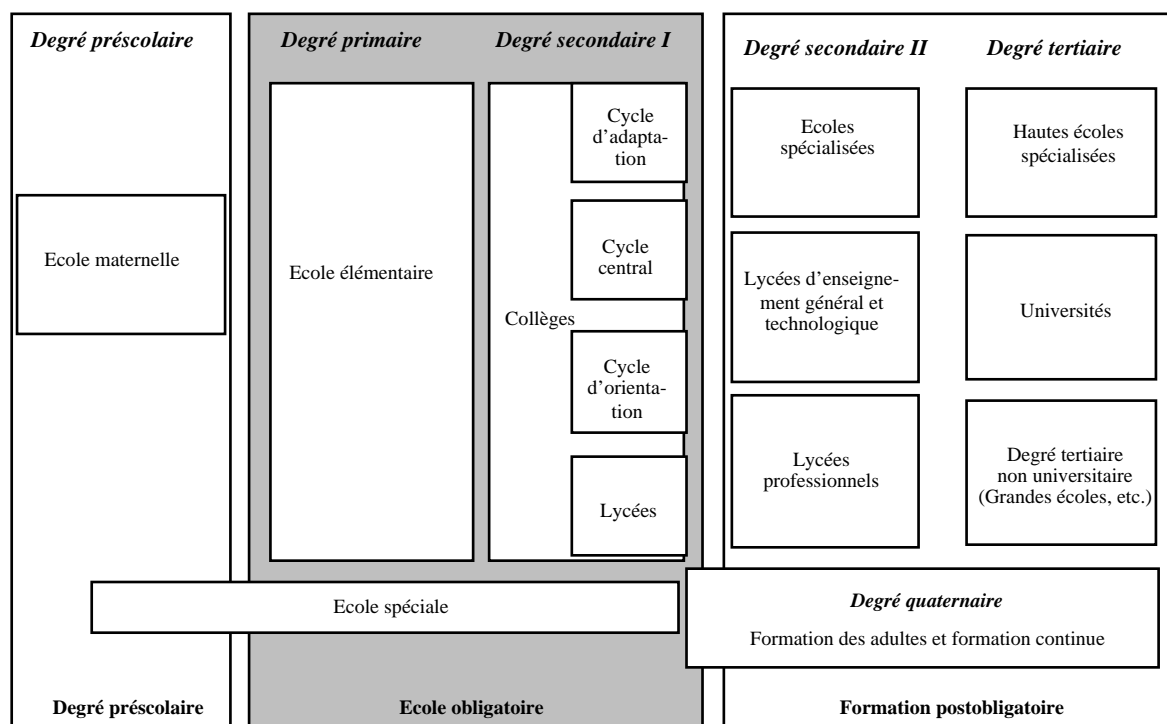 Degré préscolaire
Degré primaire
Degré secondaire I
Degré secondaire II
Degré tertiaire
Ecole maternelle
Ecole élémentaire
Collèges
Cycle
d’adapta-
tion
Cycle
central
Cycle
d’orienta-
tion
Lycées
Ecoles
spécialisées
Lycées d’enseigne-
ment général et
technologique
Lycées
professionnels
Hautes écoles
spécialisées
Universités
Degré tertiaire
non universitaire
(Grandes écoles, etc.)
Ecole spéciale
Degré quaternaire
Formation des adultes et formation continue
Degré préscolaire
Ecole obligatoire
Formation postobligatoire